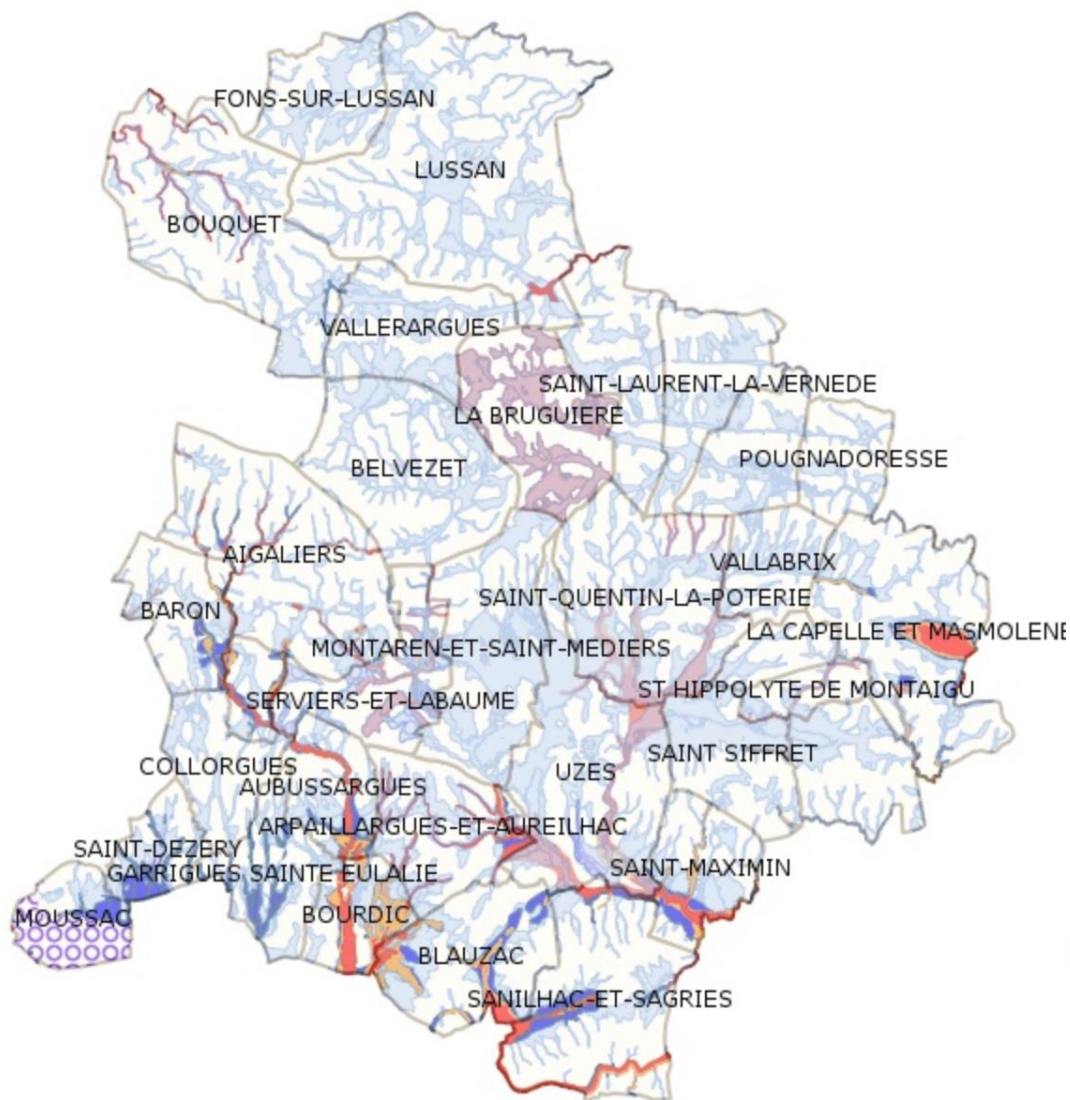 FONS-SUR-LUSSAN
LUSSAN
BOUQUET
VALLERARGUES
SAINT-LAURENT-LA-VERNEDE
LA BRUGUIERE
BELVEZET
POUGNADORESSE
AIGALIERS
VALLABRIX
SAINT-QUENTIN-LA-POTERIE
BARON
LA CAPELLE ET MASMOLENE
MONTAREN-ET-SAINT-MEDIERS
ST HIPPOLYTE DE MONTAIGU
SERVIERS-ET-LABAUME
SAINT SIFFRET
COLLORGUES
UZES
AUBUSSARGUES
ARPAILLARGUES-ET-AUREILHAC
SAINT-DEZERY
SAINT-MAXIMIN
GARRIGUES SAINTE EULALIE
MOUSSAC
BOURDIC
BLAUZAC
SANILHAC-ET-SAGRIES